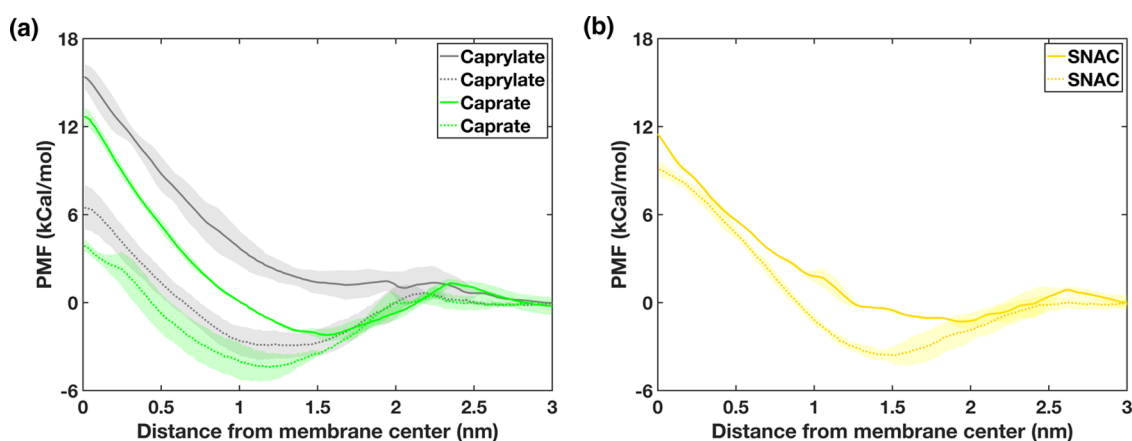 (a)
18
12
6
0
-6
PMF (kCal/mol)
Caprylate
Caprylate
Caprate
Caprate
0 0.5 1 1.5 2 2.5 3
Distance from membrane center (nm)
(b)
18
12
6
0
-6
PMF (kCal/mol)
SNAC
SNAC
0 0.5 1 1.5 2 2.5 3
Distance from membrane center (nm)